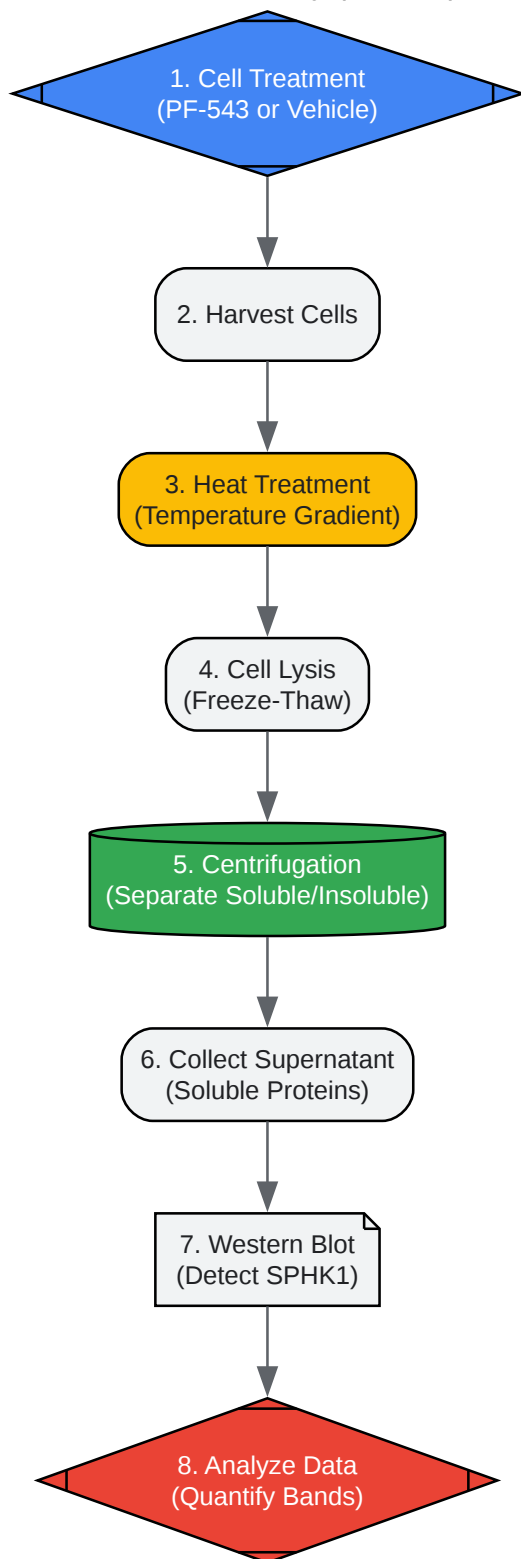 1. Cell Treatment
(PF-543 or Vehicle)
2. Harvest Cells
3. Heat Treatment
(Temperature Gradient)
4. Cell Lysis
(Freeze-Thaw)
5. Centrifugation
(Separate Soluble/Insoluble)
6. Collect Supernatant
(Soluble Proteins)
7. Western Blot
(Detect SPHK1)
8. Analyze Data
(Quantify Bands)